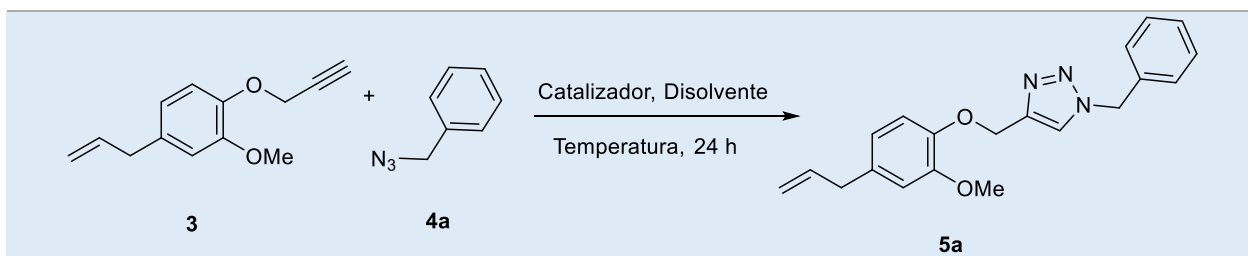 O
OMe
3
+
N3
4a
Catalizador, Disolvente
Temperatura, 24 h
O
OMe
N N
N
5a